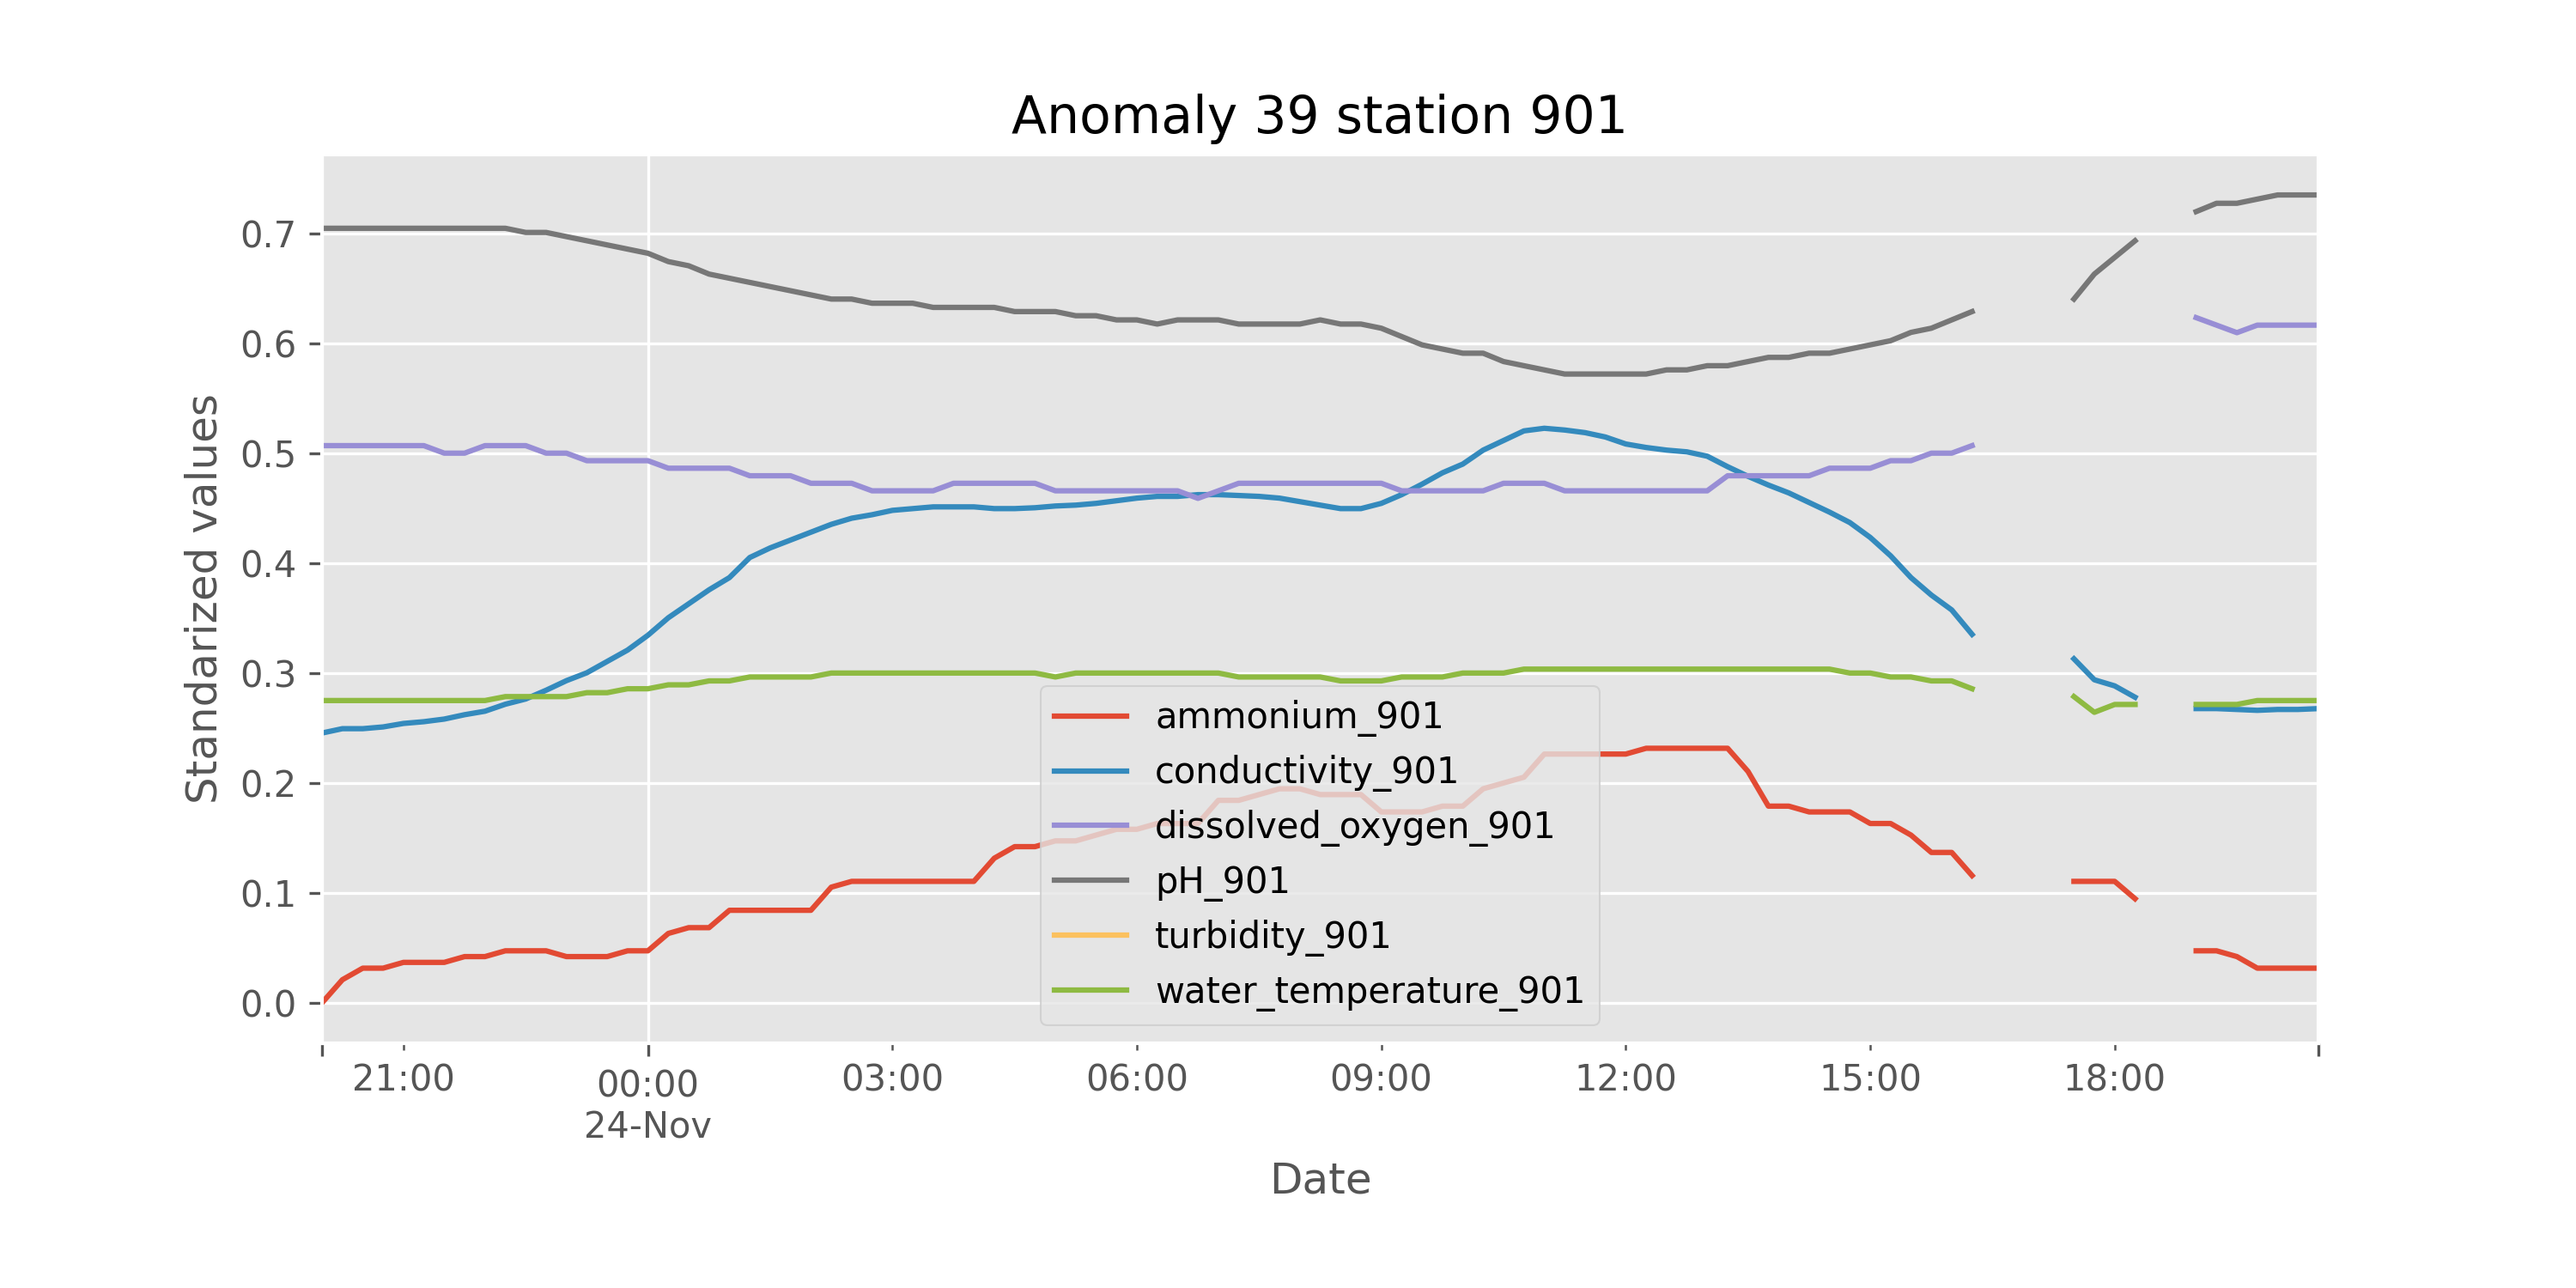 Anomaly 39 station 901
Standarized values
0.7
0.6
0.5
0.4
0.3
0.2
0.1
0.0
ammonium_901
conductivity_901
dissolved_oxygen_901
pH_901
turbidity_901
water_temperature_901
21:00
00:00
24-Nov
03:00
06:00
09:00
12:00
15:00
18:00
Date